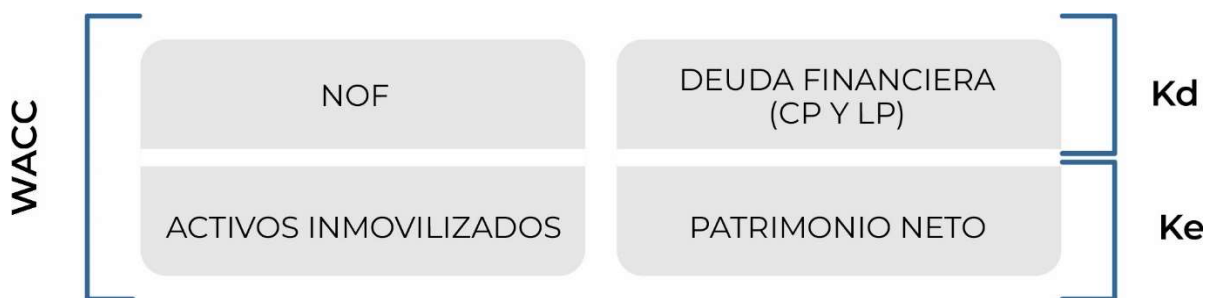 WACC
NOF
DEUDA FINANCIERA
(CP Y LP)
Kd
ACTIVOS INMOVILIZADOS
PATRIMONIO NETO
Ke